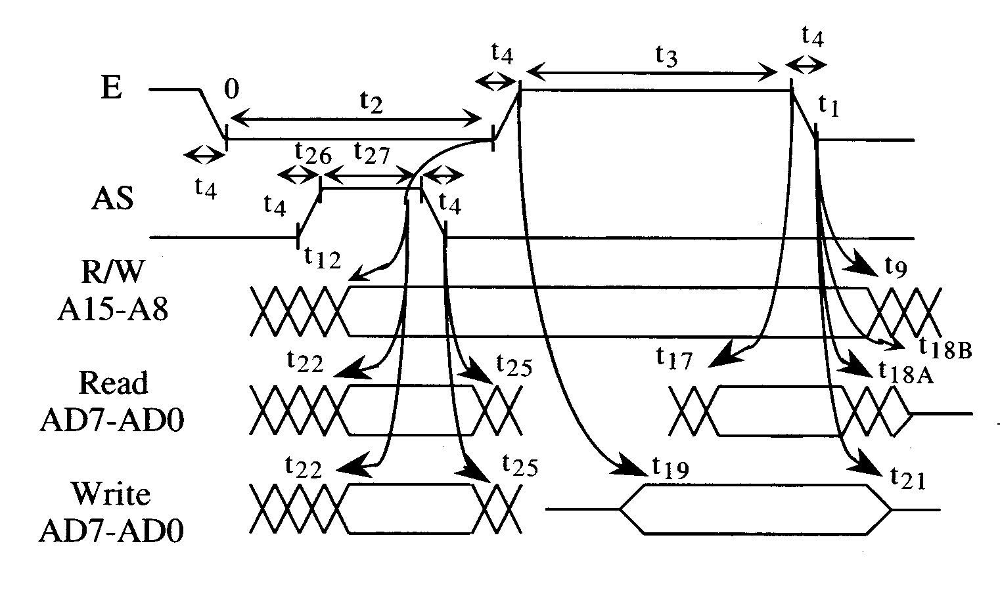 t4
t4
t3
E
0
t2
t1
t26 t27
t4
AS
t4
t4
t12
t9
R/W
A15-A8
t22
t25
t17
t18B
t18A
Read
AD7-AD0
t22
t25
t19
t21
Write
AD7-AD0